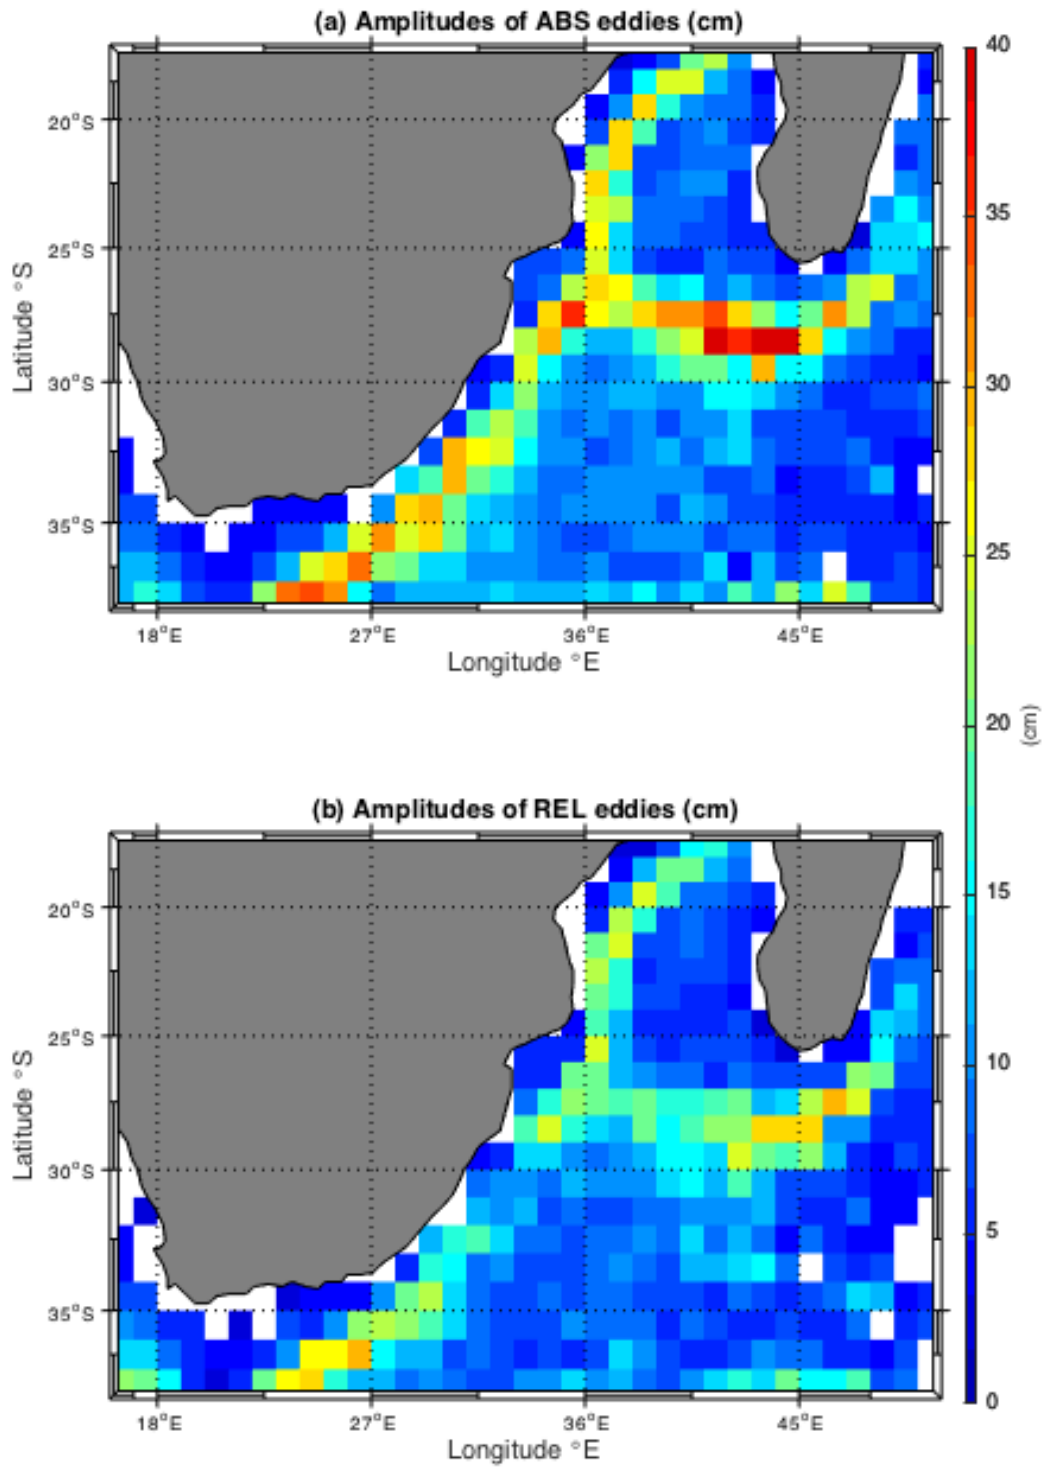 (a) Amplitudes of ABS eddies (cm)
20°S
25°S
30°S
35°S
Latitude °S
18°E 27°E 36°E 45°E
Longitude °E
40
35
30
25
20
15
10
5
0
(cm)
(b) Amplitudes of REL eddies (cm)
20°S
25°S
30°S
35°S
Latitude °S
18°E 27°E 36°E 45°E
Longitude °E